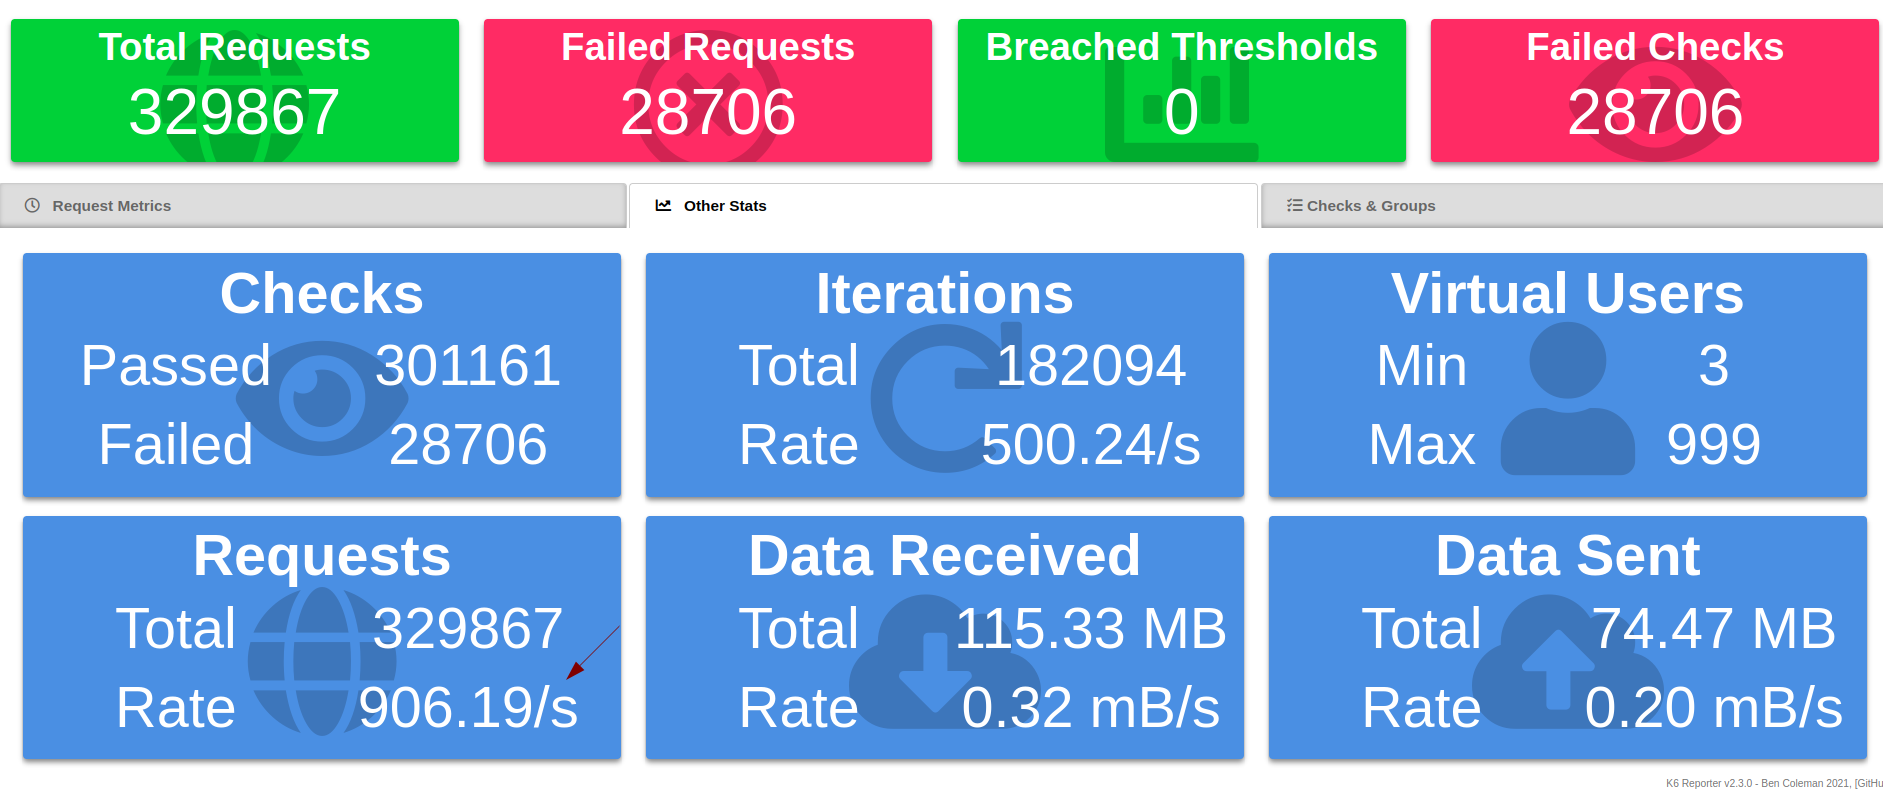 Total Requests
329867
Failed Requests
28706
Breached Thresholds
0
Failed Checks
28706
Request Metrics
Other Stats
Checks & Groups
Checks
Passed 301161
Failed 28706
Iterations
Total 182094
Rate 500.24/s
Virtual Users
Min 3
Max 999
Requests
Total 329867
Rate 906.19/s
Data Received
Total 115.33 MB
Rate 0.32 mB/s
Data Sent
Total 74.47 MB
Rate 0.20 mB/s
K6 Reporter v2.3.0 - Ben Coleman 2021, [GitHu